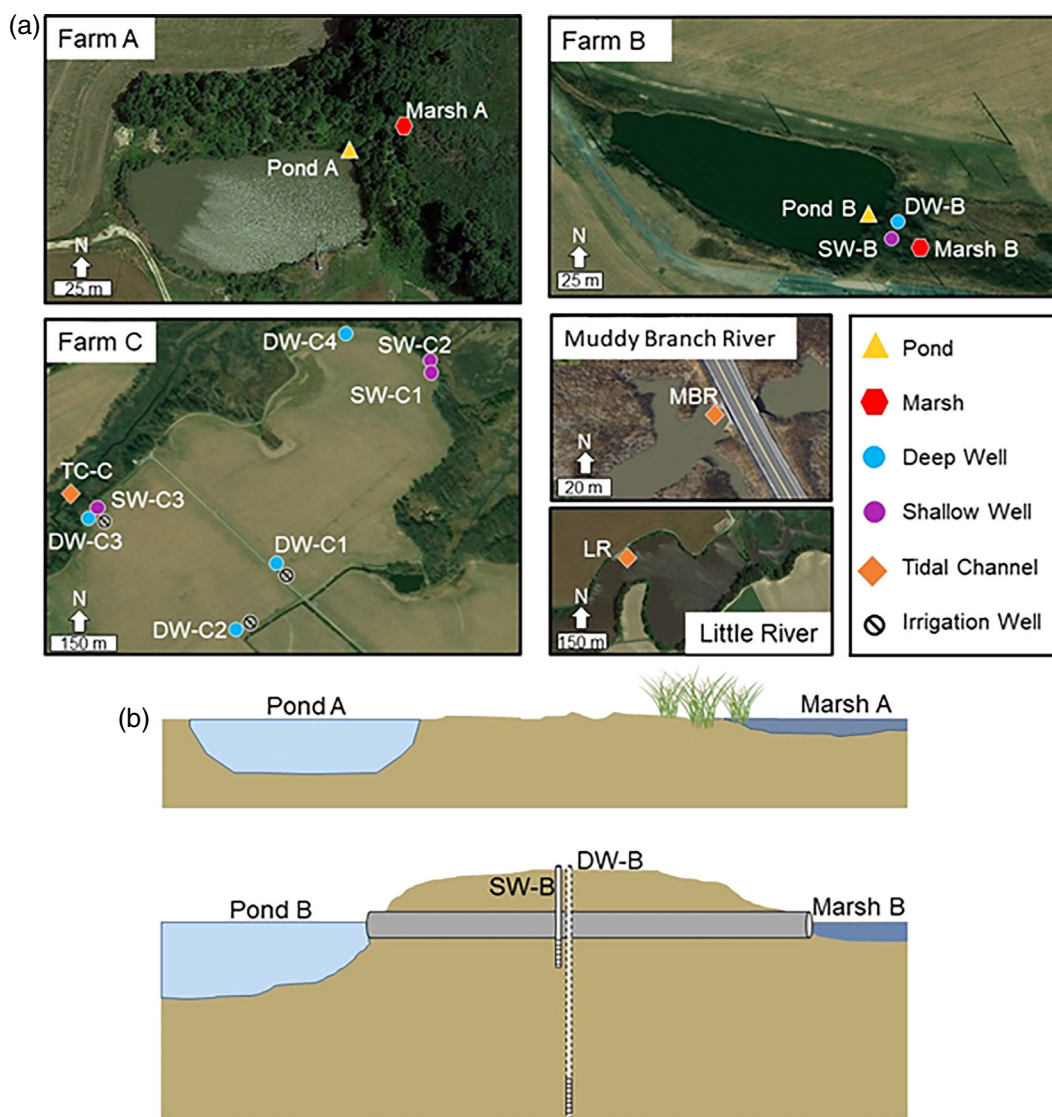 (a)
Farm A
Marsh A
Pond A
N
25 m
Farm B
Pond B
DW-B
SW-B
Marsh B
N
25 m
Farm C
DW-C4
SW-C2
SW-C1
TC-C
SW-C3
DW-C3
DW-C1
DW-C2
N
150 m
Muddy Branch River
MBR
N
20 m
LR
N
150 m
Little River
Pond
Marsh
Deep Well
Shallow Well
Tidal Channel
Irrigation Well
(b)
Pond A
Marsh A
DW-B
SW-B
Pond B
Marsh B